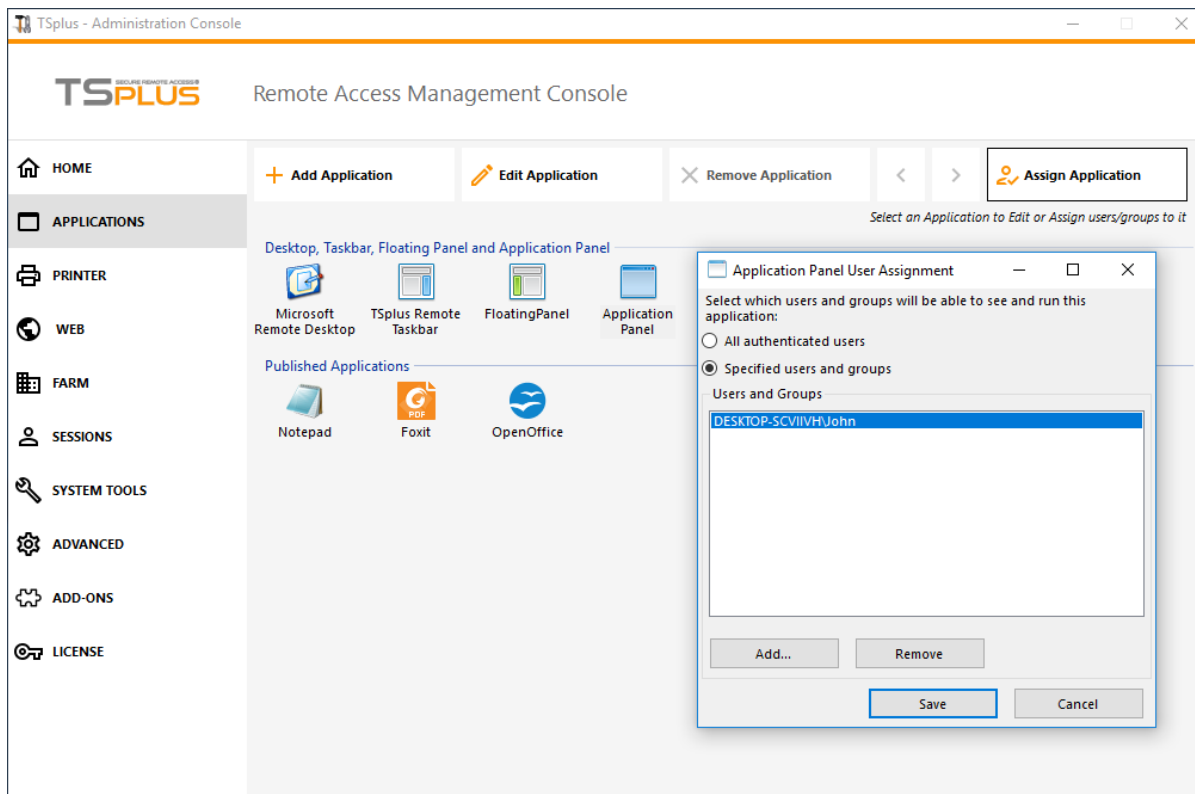 TSplus - Administration Console
TSPLUS
SECURE REMOTE ACCESS®
Remote Access Management Console
HOME
APPLICATIONS
PRINTER
WEB
FARM
SESSIONS
SYSTEM TOOLS
ADVANCED
ADD-ONS
LICENSE
Add Application
Edit Application
Remove Application
Assign Application
Select an Application to Edit or Assign users/groups to it
Desktop, Taskbar, Floating Panel and Application Panel
Microsoft
Remote Desktop
TSplus Remote
Taskbar
FloatingPanel
Application
Panel
Published Applications
Notepad
PDF
Foxit
OpenOffice
Application Panel User Assignment
Select which users and groups will be able to see and run this
application:
All authenticated users
Specified users and groups
Users and Groups
DESKTOP-SCVIIVH\John
Add...
Remove
Save
Cancel